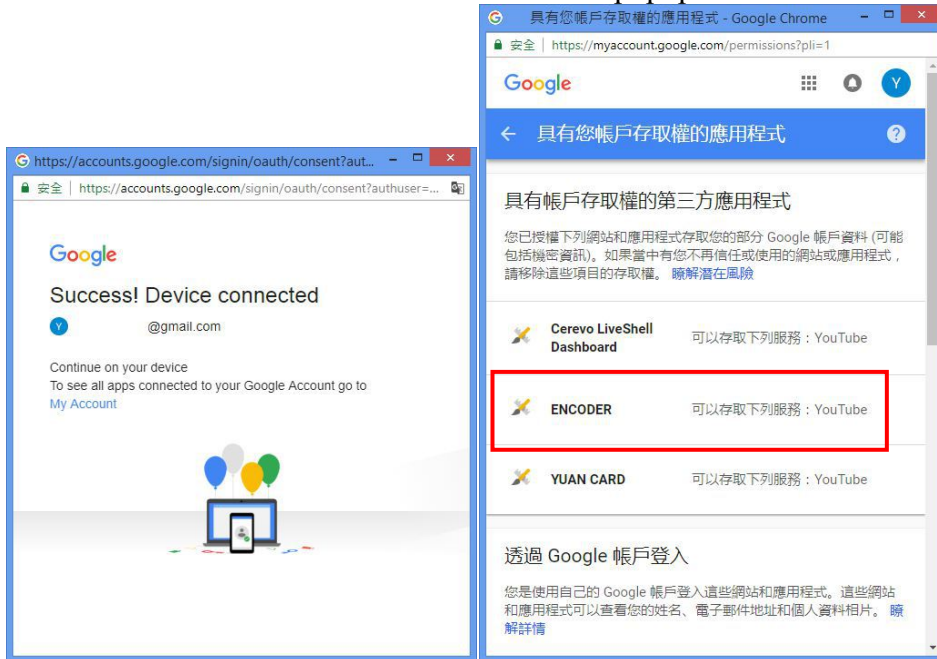 https://accounts.google.com/signin/oauth/consent?aut...
安全 | https://accounts.google.com/signin/oauth/consent?authuser=...
Google
Success! Device connected
Y @gmail.com
Continue on your device
To see all apps connected to your Google Account go to
My Account
具有您帳戶存取權的應用程式 - Google Chrome
安全 | https://myaccount.google.com/permissions?pli=1
Google
Y
具有您帳戶存取權的應用程式
具有帳戶存取權的第三方應用程式
您已授權下列網站和應用程式存取您的部分 Google 帳戶資料 (可能
包括機密資訊)。如果當中有您不再信任或使用的網站或應用程式，
請移除這些項目的存取權。 瞭解潛在風險
Cerevo LiveShell
Dashboard
可以存取下列服務：YouTube
ENCODER 可以存取下列服務：YouTube
YUAN CARD 可以存取下列服務：YouTube
透過 Google 帳戶登入
您是使用自己的 Google 帳戶登入這些網站和應用程式。這些網站
和應用程式可以查看您的姓名、電子郵件地址和個人資料相片。 瞭
解詳情